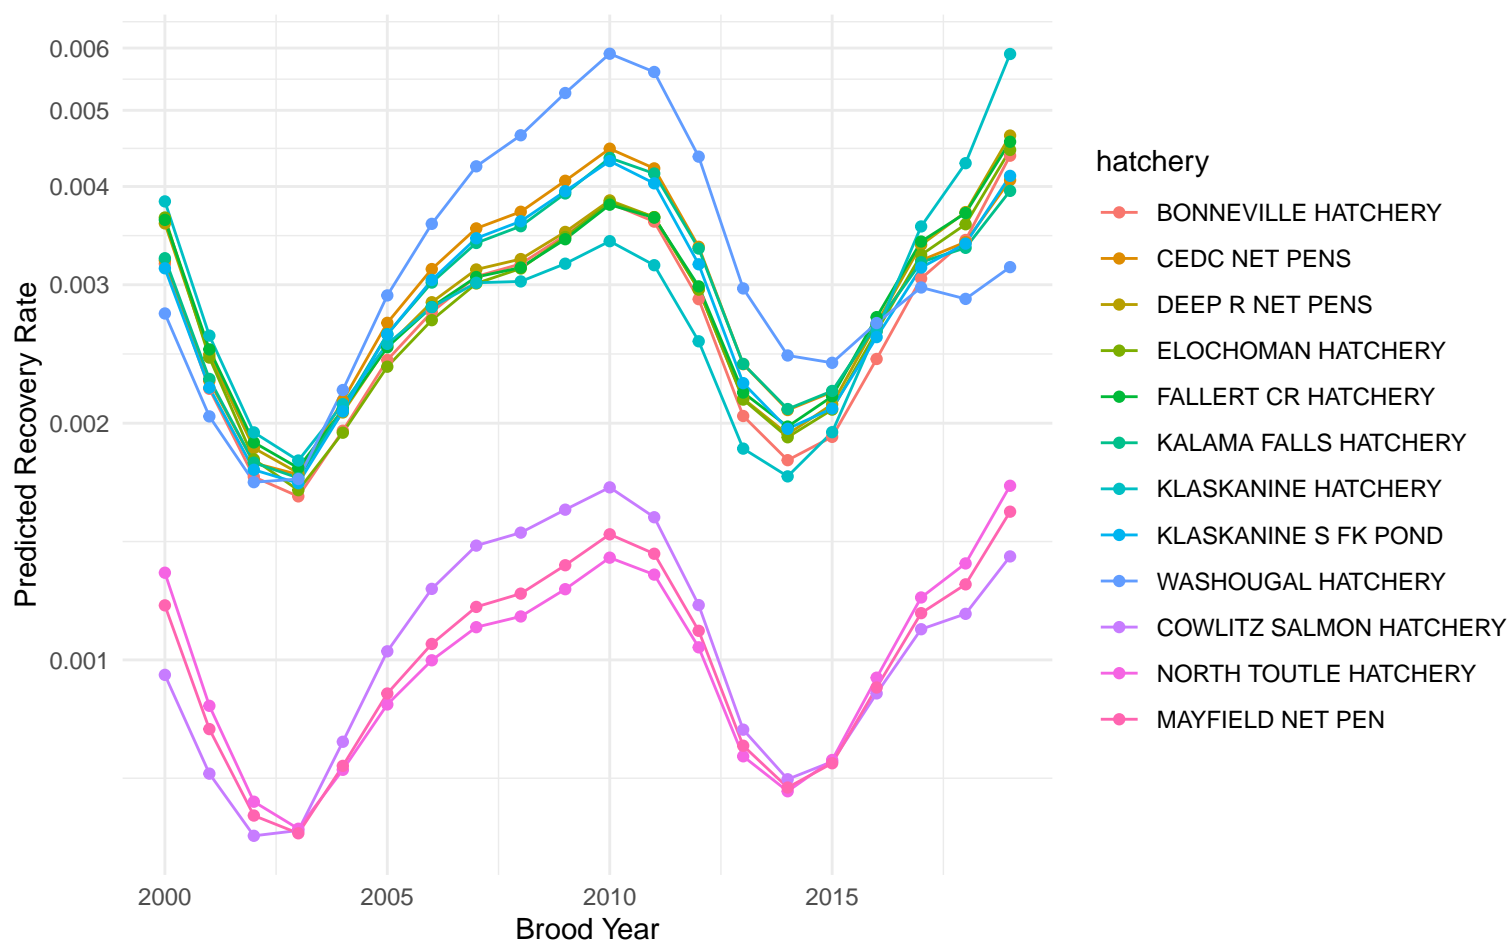 0.006
0.005
0.004
0.003
0.002
0.001
Predicted Recovery Rate
2000
2005
2010
2015
Brood Year
hatchery
BONNEVILLE HATCHERY
CEDC NET PENS
DEEP R NET PENS
ELOCHOMAN HATCHERY
FALLERT CR HATCHERY
KALAMA FALLS HATCHERY
KLASKANINE HATCHERY
KLASKANINE S FK POND
WASHOUGAL HATCHERY
COWLITZ SALMON HATCHERY
NORTH TOUTLE HATCHERY
MAYFIELD NET PEN